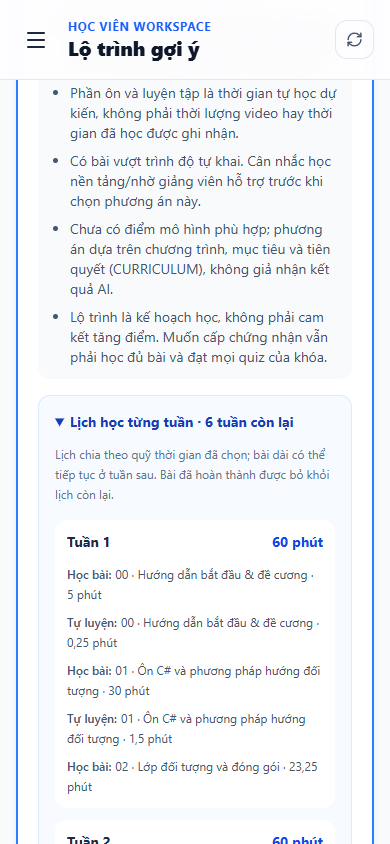 HỌC VIÊN WORKSPACE
Lộ trình gợi ý
• Phần ôn và luyện tập là thời gian tự học dự
kiến, không phải thời lượng video hay thời
gian đã học được ghi nhận.
• Có bài vượt trình độ tự khai. Cân nhắc học
nền tảng/nhờ giảng viên hỗ trợ trước khi
chọn phương án này.
• Chưa có điểm mô hình phù hợp; phương
án dựa trên chương trình, mục tiêu và tiên
quyết (CURRICULUM), không giả nhận kết
quả AI.
• Lộ trình là kế hoạch học, không phải cam
kết tăng điểm. Muốn cấp chứng nhận vẫn
phải học đủ bài và đạt mọi quiz của khóa.
▼ Lịch học từng tuần · 6 tuần còn lại
Lịch chia theo quỹ thời gian đã chọn; bài dài có thể
tiếp tục ở tuần sau. Bài đã hoàn thành được bỏ khỏi
lịch còn lại.
Tuần 1 60 phút
Học bài: 00 · Hướng dẫn bắt đầu & đề cương ·
5 phút
Tự luyện: 00 · Hướng dẫn bắt đầu & đề cương ·
0,25 phút
Học bài: 01 · Ôn C# và phương pháp hướng đối
tượng · 30 phút
Tự luyện: 01 · Ôn C# và phương pháp hướng
đối tượng · 1,5 phút
Học bài: 02 · Lớp đối tượng và đóng gói · 23,25
phút
Tuần 2 60 phút